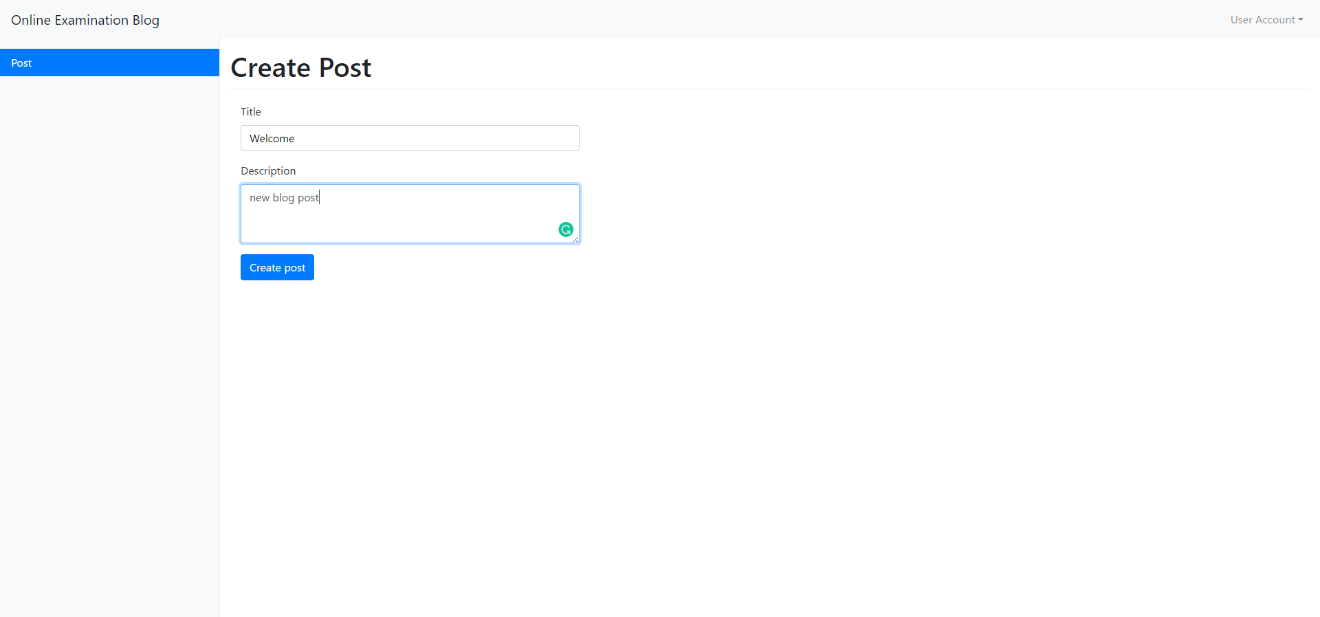 Online Examination Blog
User Account
Post
Create Post
Title
Welcome
Description
new blog post
Create post